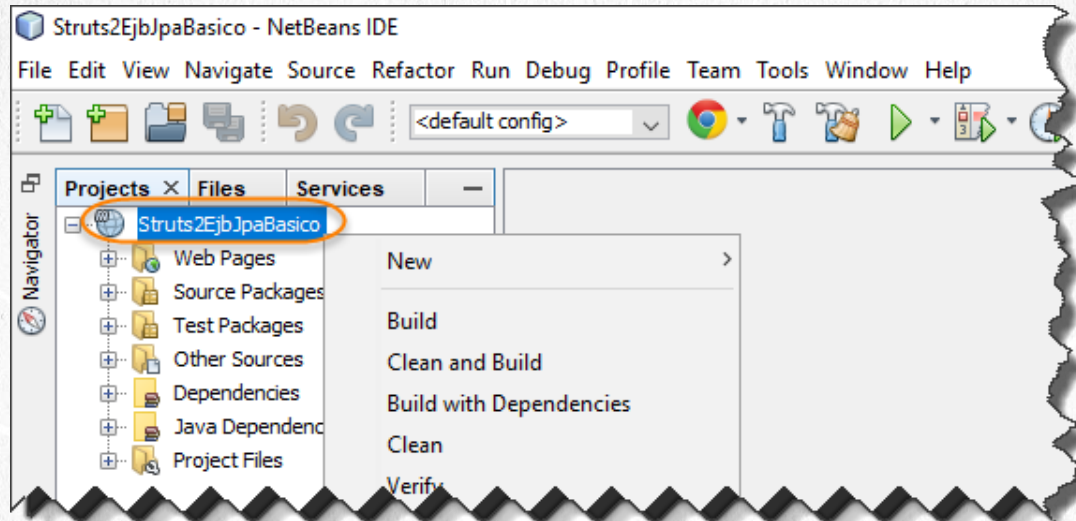 Struts2EjbJpaBasico - NetBeans IDE
File Edit View Navigate Source Refactor Run Debug Profile Team Tools Window Help
<default config>
Projects Files Services
Navigator
Struts2EjbJpaBasico
Web Pages
Source Packages
Test Packages
Other Sources
Dependencies
Java Dependenc
Project Files
New
Build
Clean and Build
Build with Dependencies
Clean
Verify